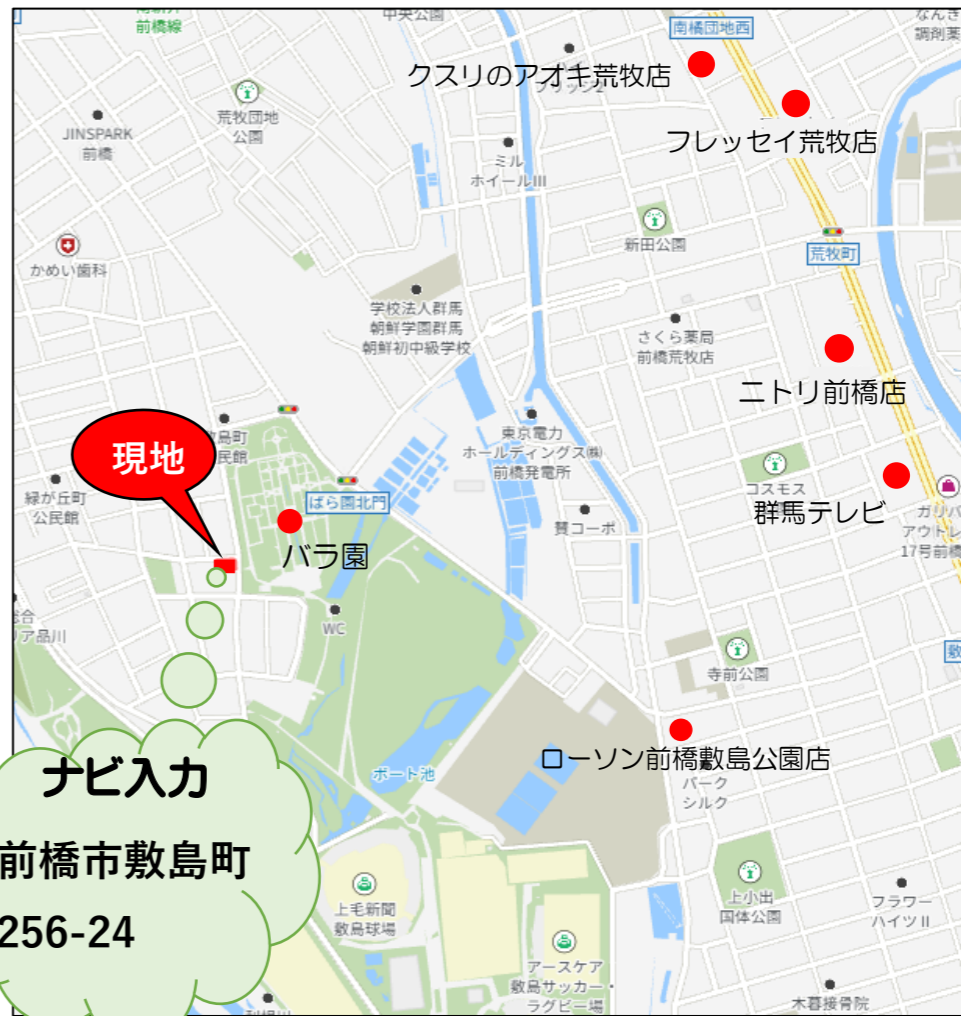 前橋線
中央公園
南橘団地西
なんき
調剤薬
クスリのアオキ荒牧店
フレッセイ荒牧店
JINSPARK
前橋
荒牧団地
公園
ミル
ホイールIII
かめい歯科
新田公園
荒牧町
学校法人群馬
朝鮮学園群馬
朝鮮初中級学校
さくら薬局
前橋荒牧店
ニトリ前橋店
現地
島町
民館
東京電力
ホールディングス㈱
前橋発電所
コスモス
群馬テレビ
緑が丘町
公民館
ばら園北門
バラ園
賛コーポ
ガリバ
アウトレ
17号前橋
WC
総合
リア品川
寺前公園
敷
ローソン前橋敷島公園店
パーク
シルク
ボート池
ナビ入力
前橋市敷島町
256-24
上毛新聞
敷島球場
上小出
国体公園
フラワー
ハイツII
アースケア
敷島サッカー・
ラグビー場
木暮接骨院